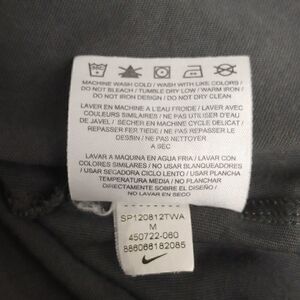 MACHINE WASH COLD / WASH WITH LIKE COLORS
DO NOT BLEACH / TUMBLE DRY LOW / WARM IRON /
DO NOT IRON DESIGN / DO NOT DRY CLEAN
LAVER EN MACHINE A L'EAU FROIDE / LAVER AVEC
COULEURS SIMILAIRES / NE PAS UTILISER D'EAU
DE JAVEL / SECHER EN MACHINE CYCLE DELICAT /
REPASSER FER TIEDE / NE PAS REPASSER LE
DESSIN / NE PAS NETTOYER
A SEC
LAVAR A MAQUINA EN AGUA FRIA / LAVAR CON
COLORES SIMILARES / NO USAR BLANQUEADORES
/ USAR SECADORA CICLO LENTO / USAR PLANCHA
TEMPERATURA MEDIA / NO PLANCHAR
DIRECTAMENTE SOBRE EL DISEÑO /
NO LAVAR EN SECO
SP120812TWA
M
450722-060
886066182085